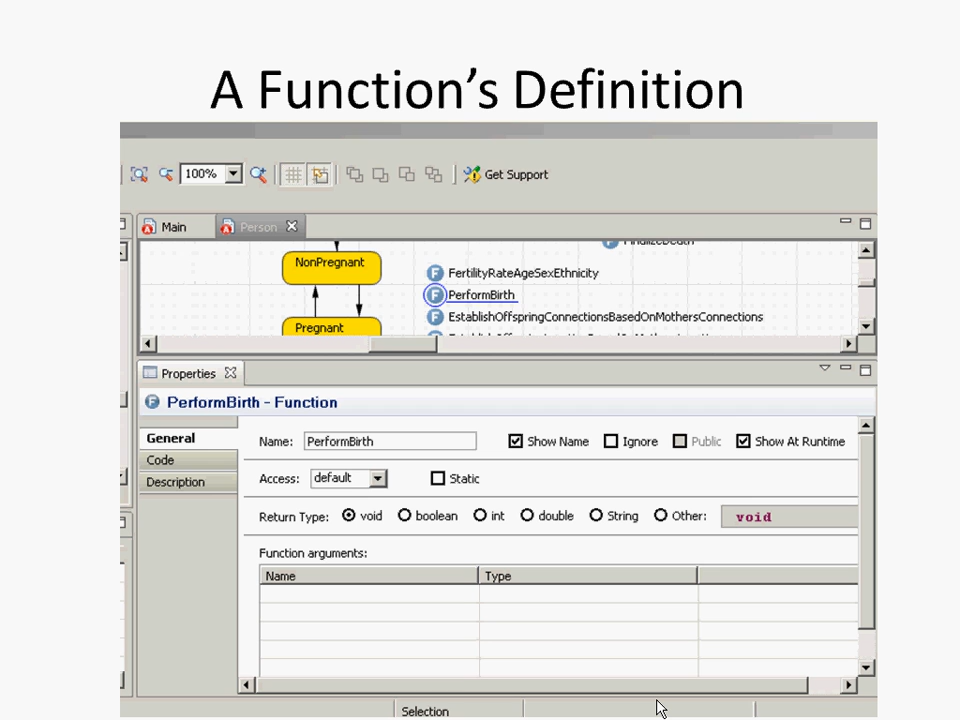 A Function's Definition
100%
Get Support
Main
Person
NonPregnant
FinalizeDeath
FertilityRateAgeSexEthnicity
PerformBirth
EstablishOffspringConnectionsBasedOnMothersConnections
Pregnant
Properties
PerformBirth - Function
General
Name: PerformBirth Show Name Ignore Public Show At Runtime
Code
Access: default Static
Description
Return Type: void boolean int double String Other: void
Function arguments:
Name Type
Selection